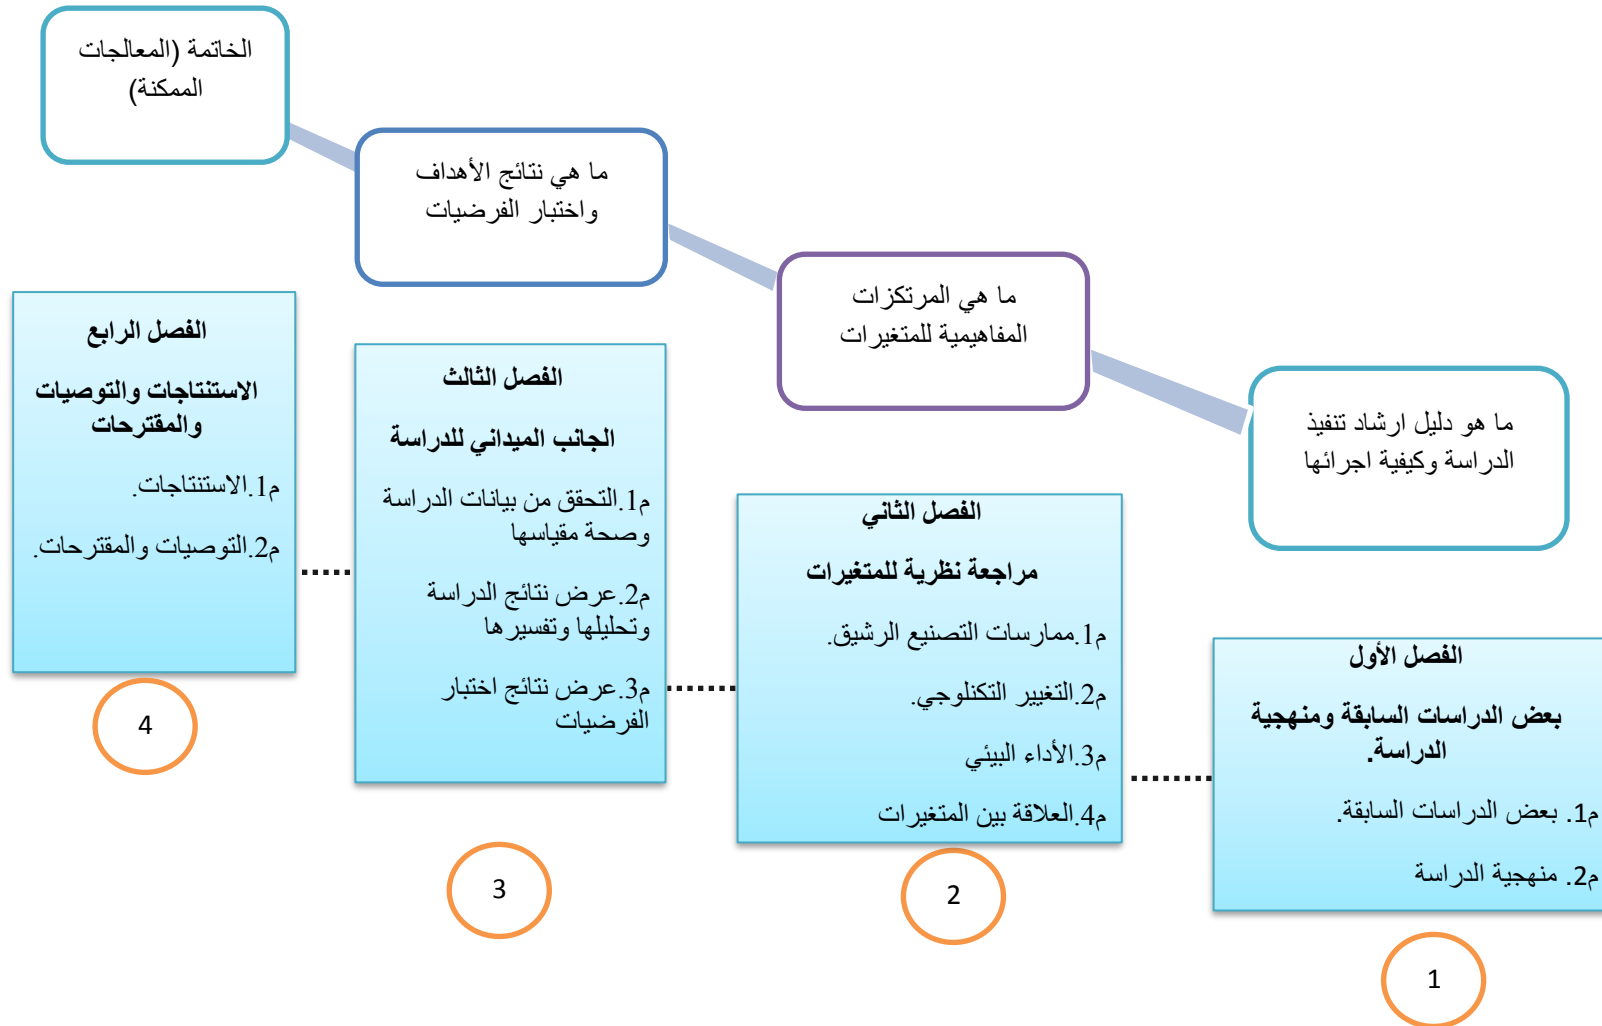 الخاتمة (المعالجات
الممكنة)
ما هي نتائج الأهداف
واختبار الفرضيات
ما هي المرتكزات
المفاهيمية للمتغيرات
ما هو دليل ارشاد تنفيذ
الدراسة وكيفية اجرائها
الفصل الأول
بعض الدراسات السابقة ومنهجية
الدراسة.
م1. بعض الدراسات السابقة.
م2. منهجية الدراسة
1
الفصل الثاني
مراجعة نظرية للمتغيرات
م1.ممارسات التصنيع الرشيق.
م2.التغيير التكنلوجي.
م3.الأداء البيئي
م4.العلاقة بين المتغيرات
2
الفصل الثالث
الجانب الميداني للدراسة
م1.التحقق من بيانات الدراسة
وصحة مقياسها
م2.عرض نتائج الدراسة
وتحليلها وتفسيرها
م3.عرض نتائج اختبار
الفرضيات
3
الفصل الرابع
الاستنتاجات والتوصيات
والمقترحات
م1.الاستنتاجات.
م2.التوصيات والمقترحات.
4